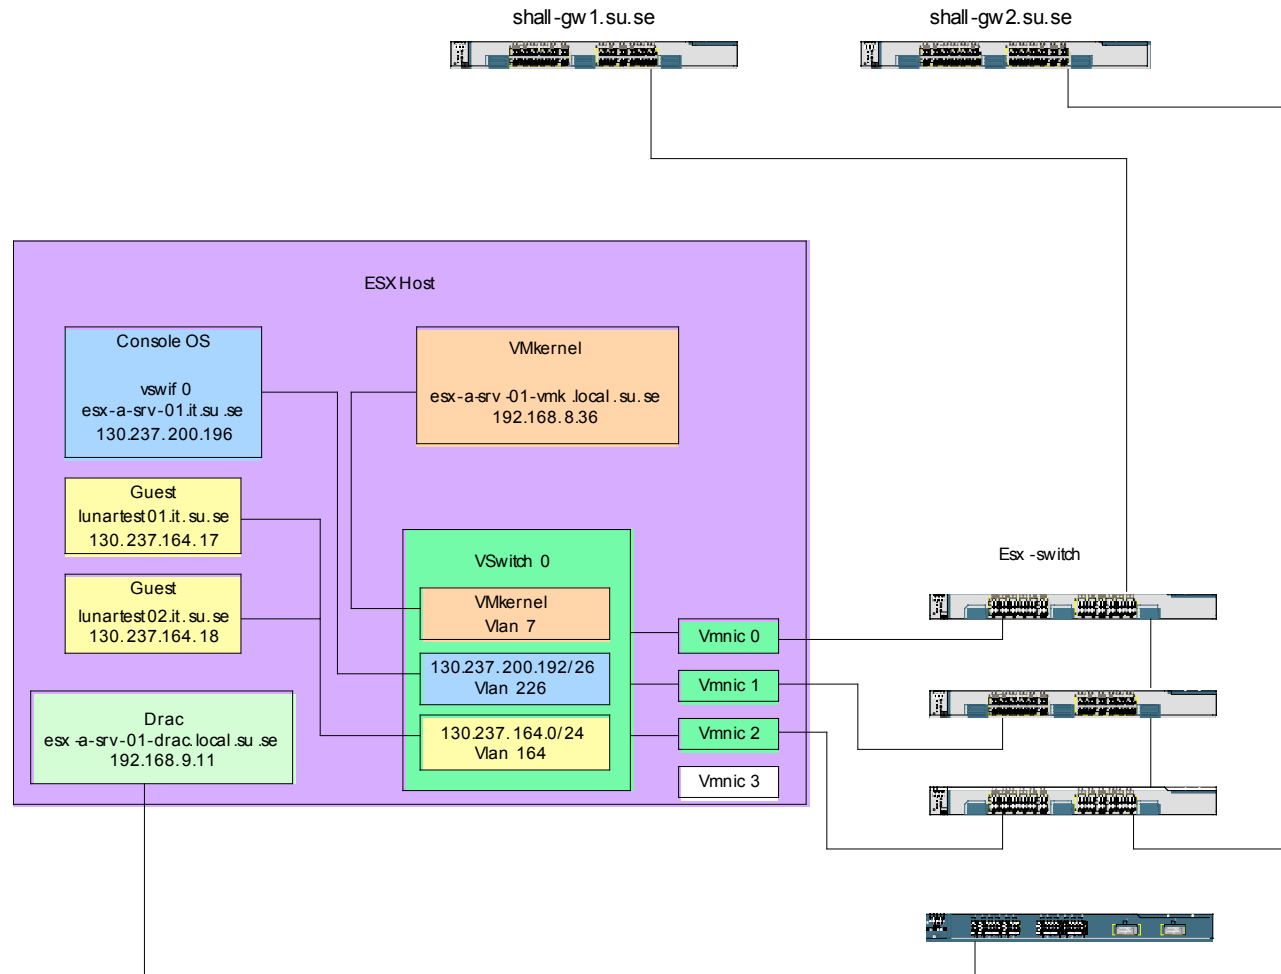 shall-gw1.su.se
shall-gw2.su.se
ESX Host
Console OS
vswif 0
esx-a-srv-01.it.su.se
130.237.200.196
VMkernel
esx-a-srv-01-vmk.local.su.se
192.168.8.36
Guest
lunartest01.it.su.se
130.237.164.17
Guest
lunartest02.it.su.se
130.237.164.18
Drac
esx-a-srv-01-drac.local.su.se
192.168.9.11
VSwitch 0
VMkernel
Vlan 7
130.237.200.192/26
Vlan 226
130.237.164.0/24
Vlan 164
Vmnic 0
Vmnic 1
Vmnic 2
Vmnic 3
Esx-switch